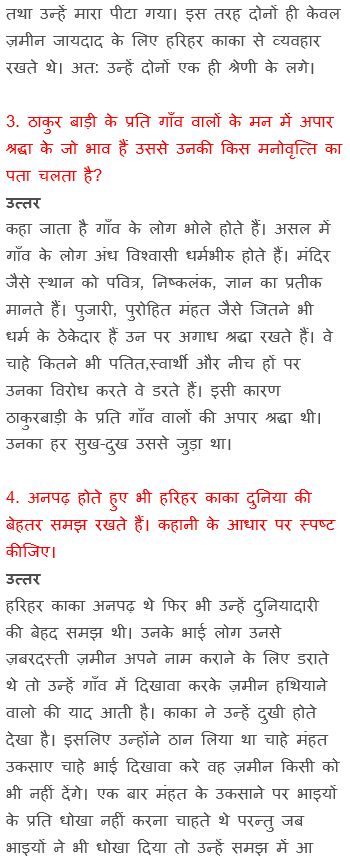 तथा उन्हें मारा पीटा गया। इस तरह दोनों ही केवल
ज़मीन जायदाद के लिए हरिहर काका से व्यवहार
रखते थे। अत: उन्हें दोनों एक ही श्रेणी के लगे।
3. ठाकुर बाड़ी के प्रति गाँव वालों के मन में अपार
श्रद्धा के जो भाव हैं उससे उनकी किस मनोवृत्ति का
पता चलता है?
उत्तर
कहा जाता है गाँव के लोग भोले होते हैं। असल में
गाँव के लोग अंध विश्वासी धर्मभीरु होते हैं। मंदिर
जैसे स्थान को पवित्र, निष्कलंक, ज्ञान का प्रतीक
मानते हैं। पुजारी, पुरोहित मंहत जैसे जितने भी
धर्म के ठेकेदार हैं उन पर अगाध श्रद्धा रखते हैं। वे
चाहे कितने भी पतित,स्वार्थी और नीच हों पर
उनका विरोध करते वे डरते हैं। इसी कारण
ठाकुरबाड़ी के प्रति गाँव वालों की अपार श्रद्धा थी।
उनका हर सुख-दुख उससे जुड़ा था।
4. अनपढ़ होते हुए भी हरिहर काका दुनिया की
बेहतर समझ रखते हैं। कहानी के आधार पर स्पष्ट
कीजिए।
उत्तर
हरिहर काका अनपढ़ थे फिर भी उन्हें दुनियादारी
की बेहद समझ थी। उनके भाई लोग उनसे
ज़बरदस्ती ज़मीन अपने नाम कराने के लिए डराते
थे तो उन्हें गाँव में दिखावा करके ज़मीन हथियाने
वालो की याद आती है। काका ने उन्हें दुखी होते
देखा है। इसलिए उन्होंने ठान लिया था चाहे मंहत
उकसाए चाहे भाई दिखावा करे वह ज़मीन किसी को
भी नहीं देंगे। एक बार मंहत के उकसाने पर भाइयों
के प्रति धोखा नहीं करना चाहते थे परन्तु जब
भाइयों ने भी धोखा दिया तो उन्हें समझ में आ